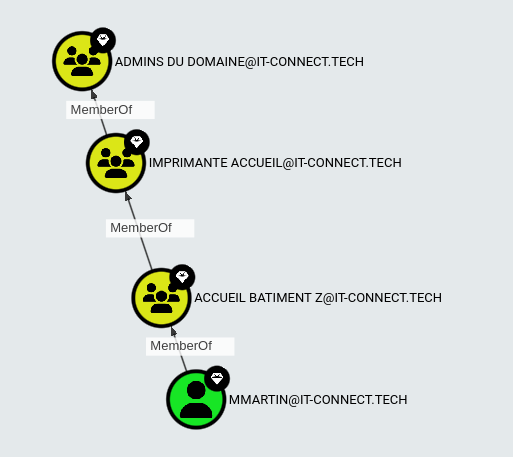 ADMINS DU DOMAINE@IT-CONNECT.TECH
MemberOf
IMPRIMANTE ACCUEIL@IT-CONNECT.TECH
MemberOf
ACCUEIL BATIMENT Z@IT-CONNECT.TECH
MemberOf
MMARTIN@IT-CONNECT.TECH